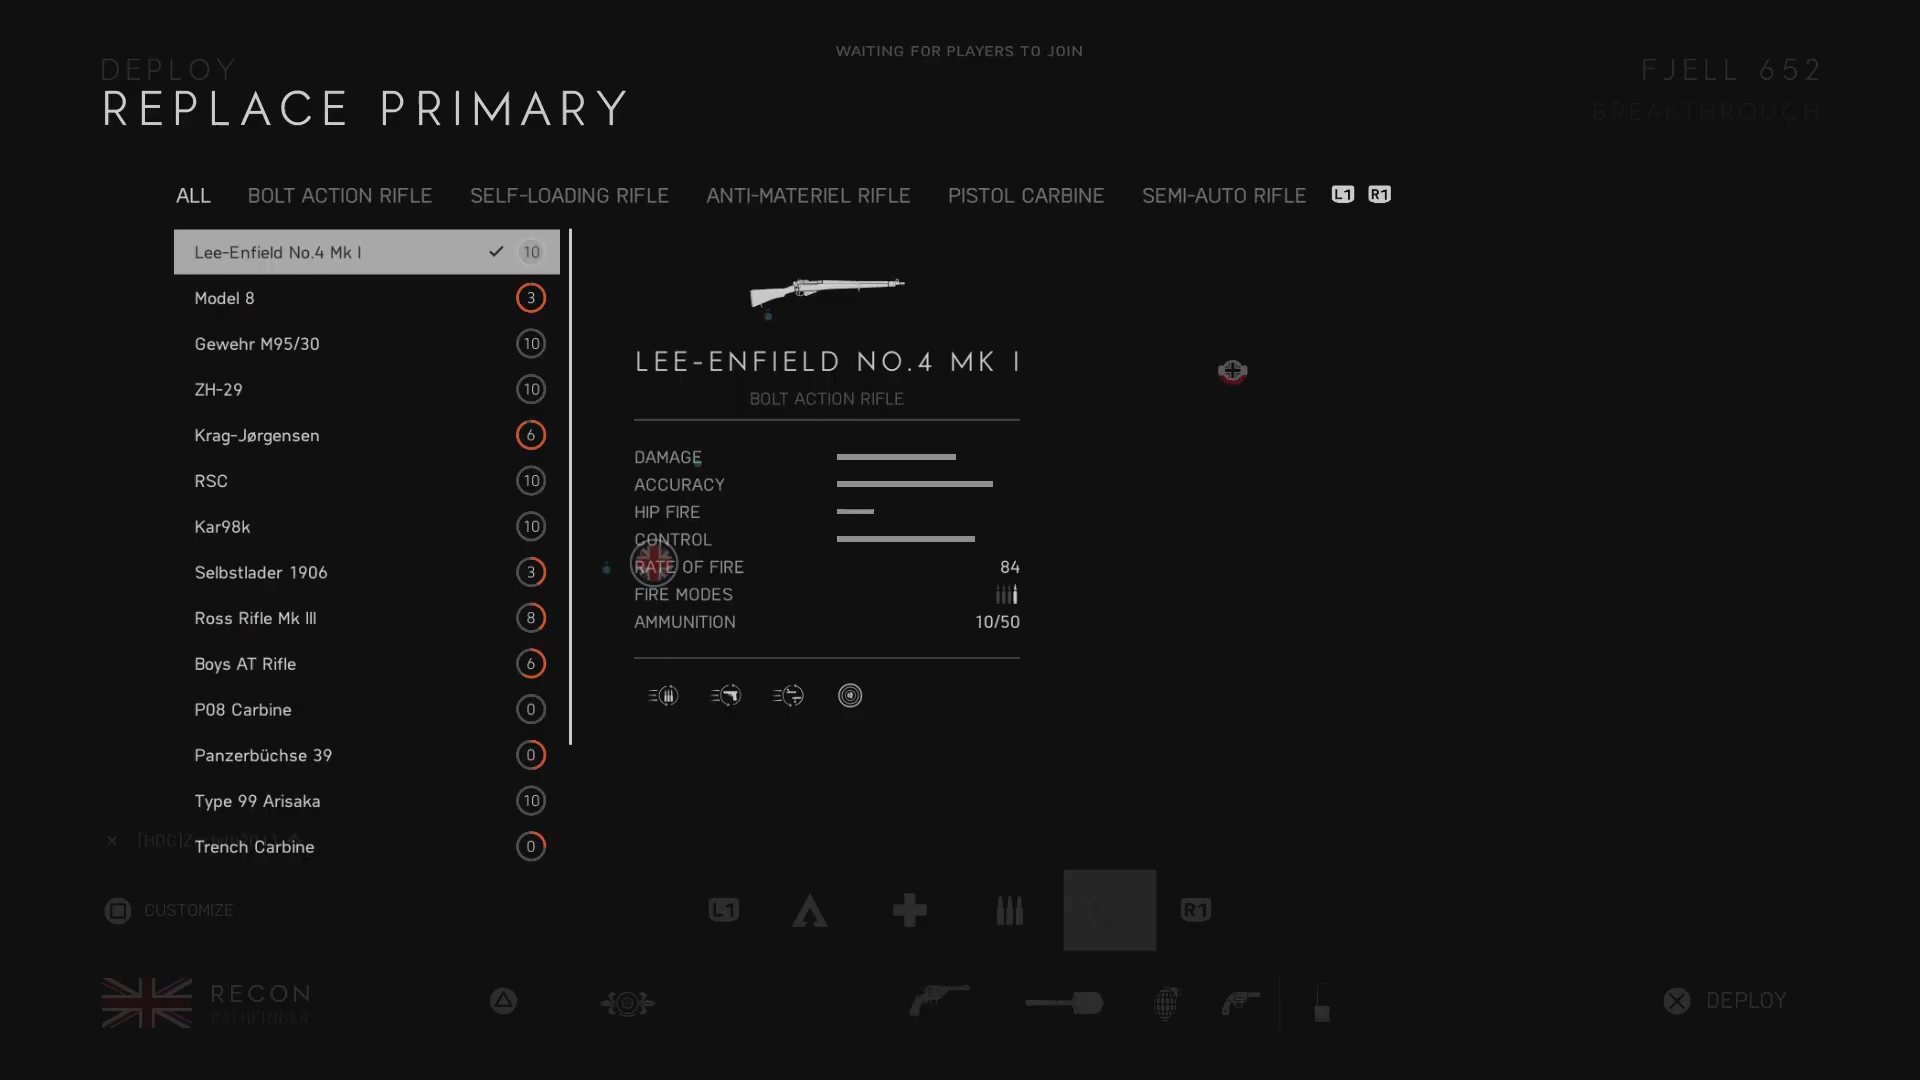 WAITING FOR PLAYERS TO JOIN
DEPLOY
REPLACE PRIMARY
FJELL 652
BREAKTHROUGH
ALL BOLT ACTION RIFLE SELF-LOADING RIFLE ANTI-MATERIEL RIFLE PISTOL CARBINE SEMI-AUTO RIFLE L1 R1
Lee-Enfield No.4 Mk I 10
Model 8 3
Gewehr M95/30 10
ZH-29 10
Krag-Jørgensen 6
RSC 10
Kar98k 10
Selbstlader 1906 3
Ross Rifle Mk III 8
Boys AT Rifle 6
P08 Carbine 0
Panzerbüchse 39 0
Type 99 Arisaka 10
Trench Carbine 0
LEE-ENFIELD NO.4 MK I
BOLT ACTION RIFLE
DAMAGE
ACCURACY
HIP FIRE
CONTROL
RATE OF FIRE 84
FIRE MODES
AMMUNITION 10/50
CUSTOMIZE
L1 R1
RECON
PATHFINDER
DEPLOY